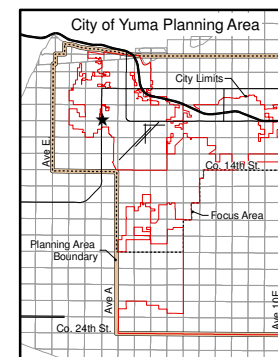 City of Yuma Planning Area
City Limits
Ave E
Co. 14th St.
Focus Area
Planning Area
Boundary
Ave A
Ave 10E
Co. 24th St.